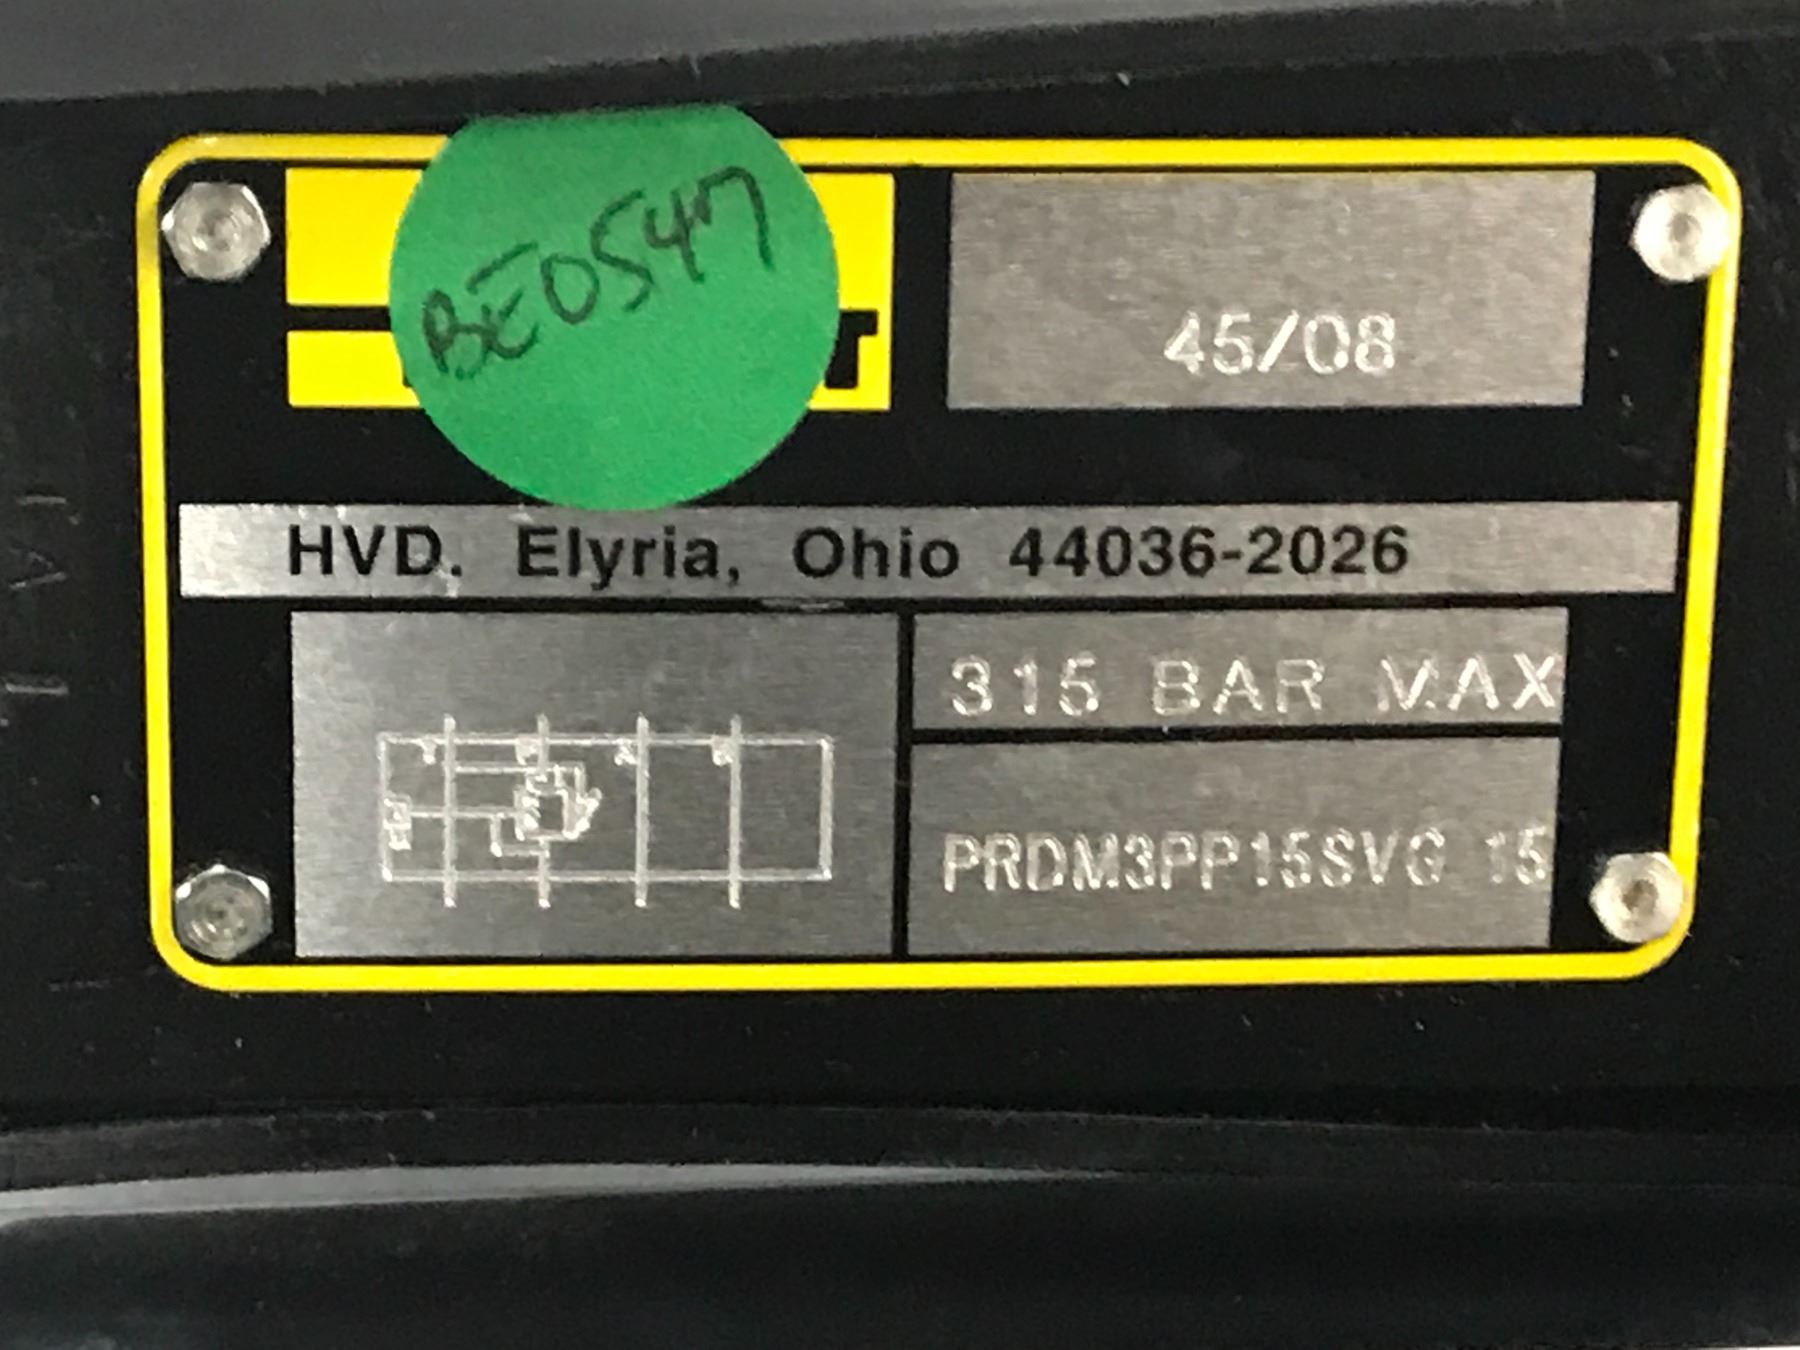 BE0547
45/08
HVD. Elyria, Ohio 44036-2026
315 BAR MAX
PRDM3PP15SVG 15